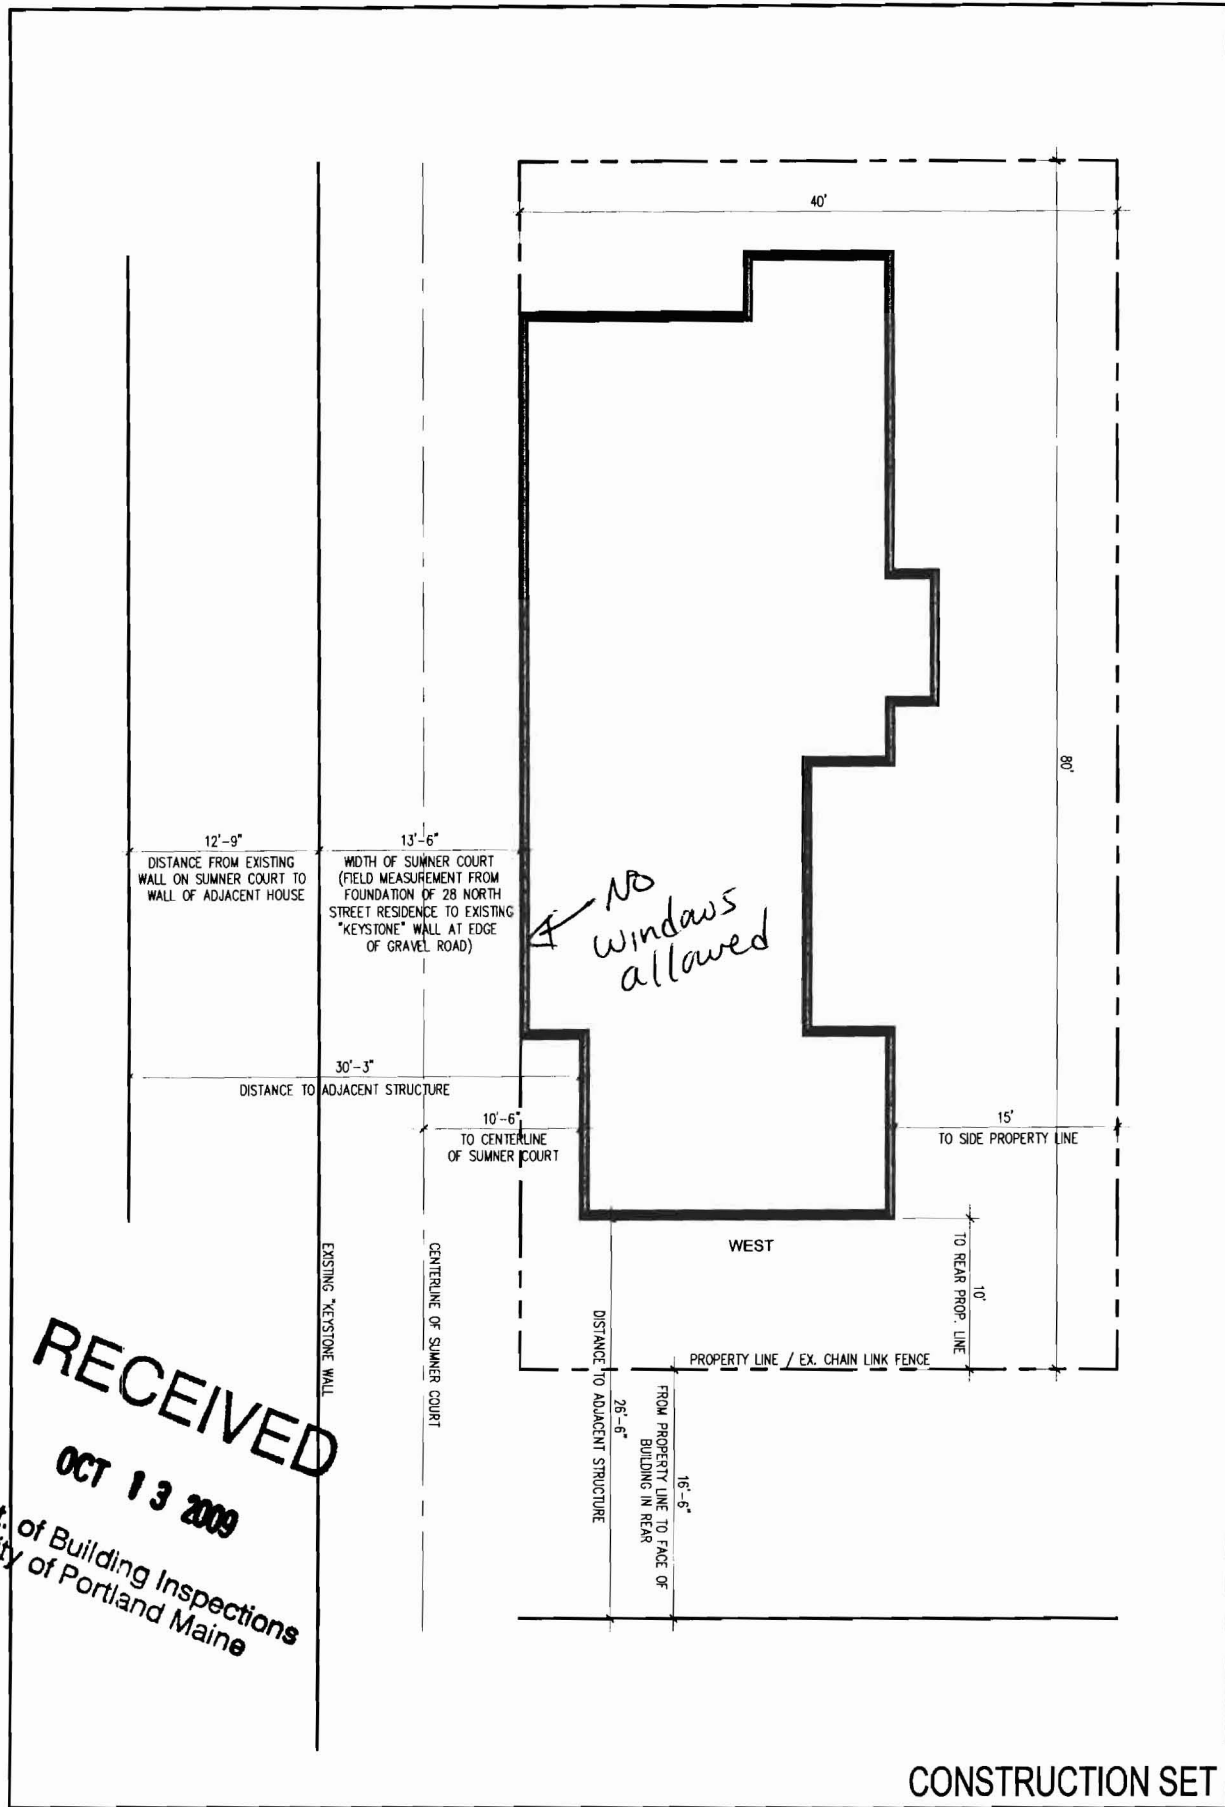 40'
80'
12'-9"
DISTANCE FROM EXISTING
WALL ON SUMNER COURT TO
WALL OF ADJACENT HOUSE
13'-6"
WIDTH OF SUMNER COURT
(FIELD MEASUREMENT FROM
FOUNDATION OF 28 NORTH
STREET RESIDENCE TO EXISTING
"KEYSTONE" WALL AT EDGE
OF GRAVEL ROAD)
NO
windows
allowed
30'-3"
DISTANCE TO ADJACENT STRUCTURE
10'-6"
TO CENTERLINE
OF SUMNER COURT
15'
TO SIDE PROPERTY LINE
WEST
10'
TO REAR PROP. LINE
EXISTING "KEYSTONE WALL
CENTERLINE OF SUMNER COURT
PROPERTY LINE / EX. CHAIN LINK FENCE
26'-6"
DISTANCE TO ADJACENT STRUCTURE
16'-6"
FROM PROPERTY LINE TO FACE OF
BUILDING IN REAR
RECEIVED
OCT 13 2009
of Building Inspections
of Portland Maine
CONSTRUCTION SET